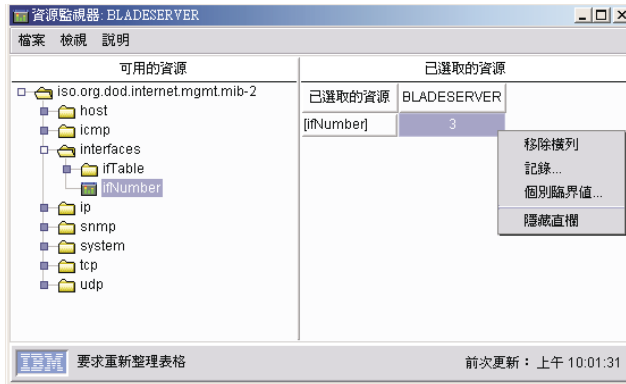 資源監視器: BLADESERVER
檔案 檢視 説明
可用的資源
iso.org.dod.internet.mgmt.mib-2
host
icmp
interfaces
ifTable
ifNumber
ip
snmp
system
tcp
udp
已選取的資源
已選取的資源 BLADESERVER
[ifNumber] 3
移除橫列
記錄...
個別臨界值...
隱藏直欄
IBM 要求重新整理表格 前次更新：上午 10:01:31